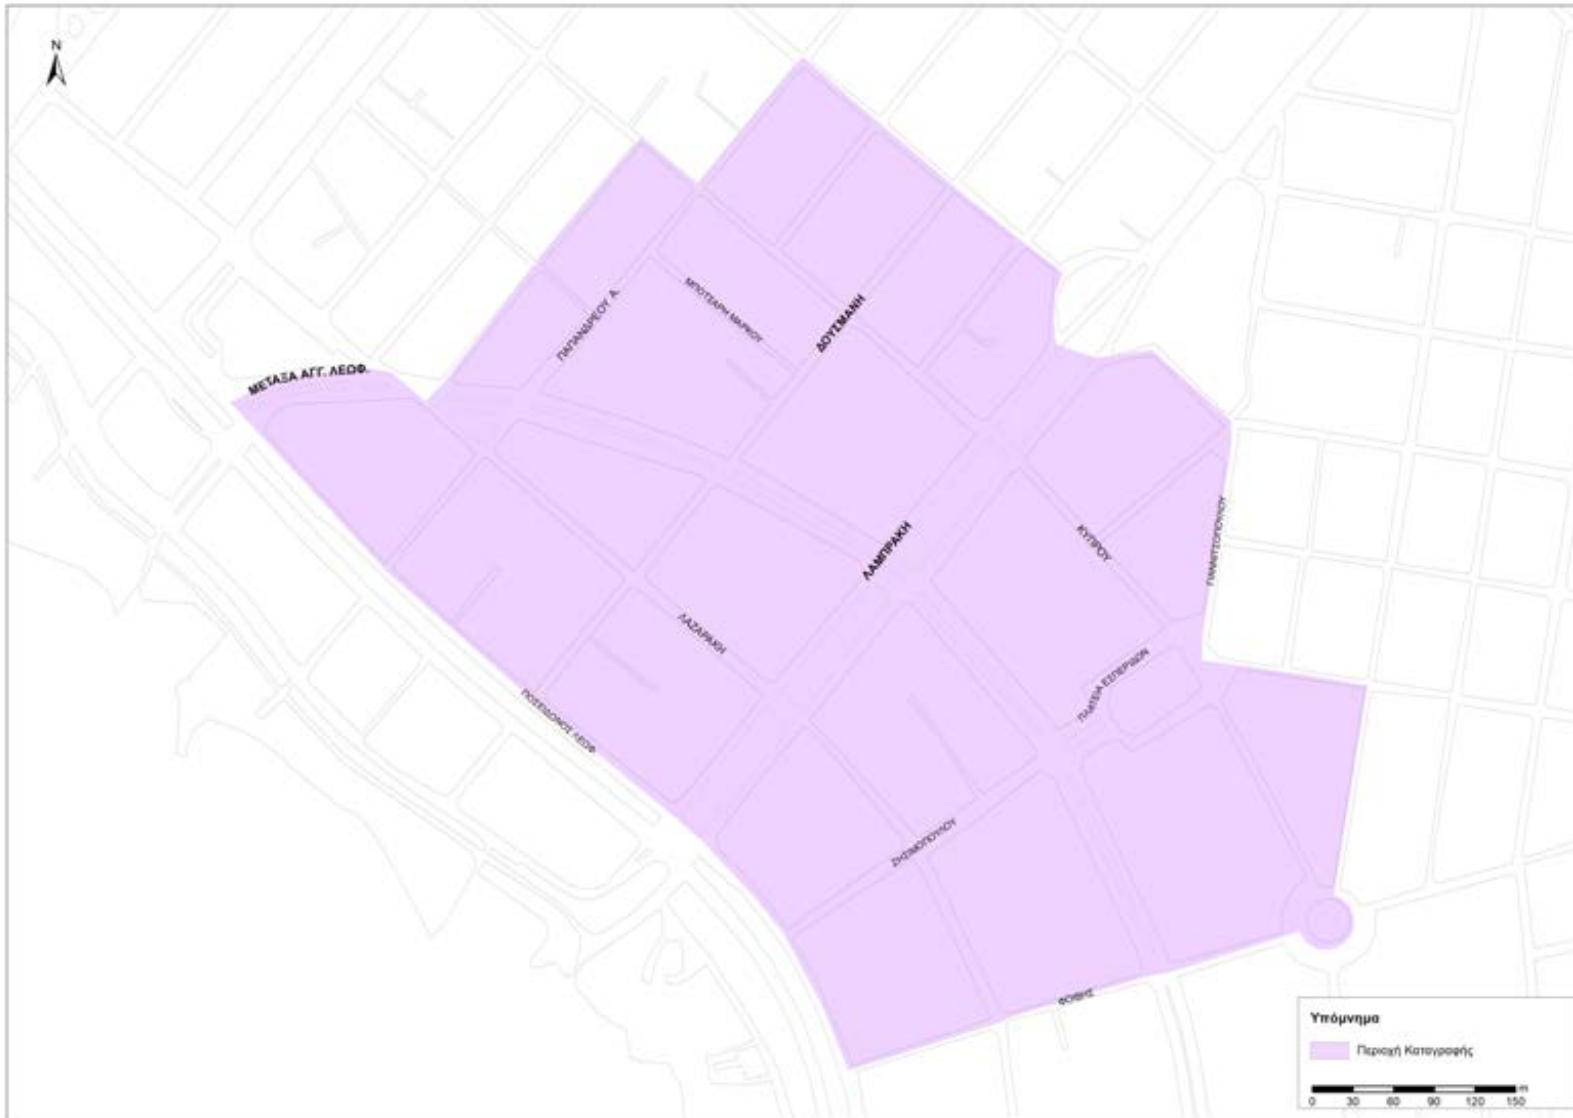 N
ΜΠΟΤΣΑΡΗ ΜΑΡΚΟΥ
ΠΑΠΑΝΔΡΕΟΥ Α.
ΔΟΥΣΜΑΝΗ
ΜΕΤΑΞΑ ΑΓΓ. ΛΕΩΦ.
ΛΑΜΠΡΑΚΗ
ΚΥΠΡΟΥ
ΓΙΑΝΝΙΤΣΟΠΟΥΛΟΥ
ΛΑΖΑΡΑΚΗ
ΠΛΑΤΕΙΑ ΕΣΠΕΡΙΔΩΝ
ΠΟΣΕΙΔΩΝΟΣ ΛΕΩΦ.
ΖΗΣΙΜΟΠΟΥΛΟΥ
ΦΟΙΒΗΣ
Υπόμνημα
Περιοχή Καταγραφής
m
0 30 60 90 120 150